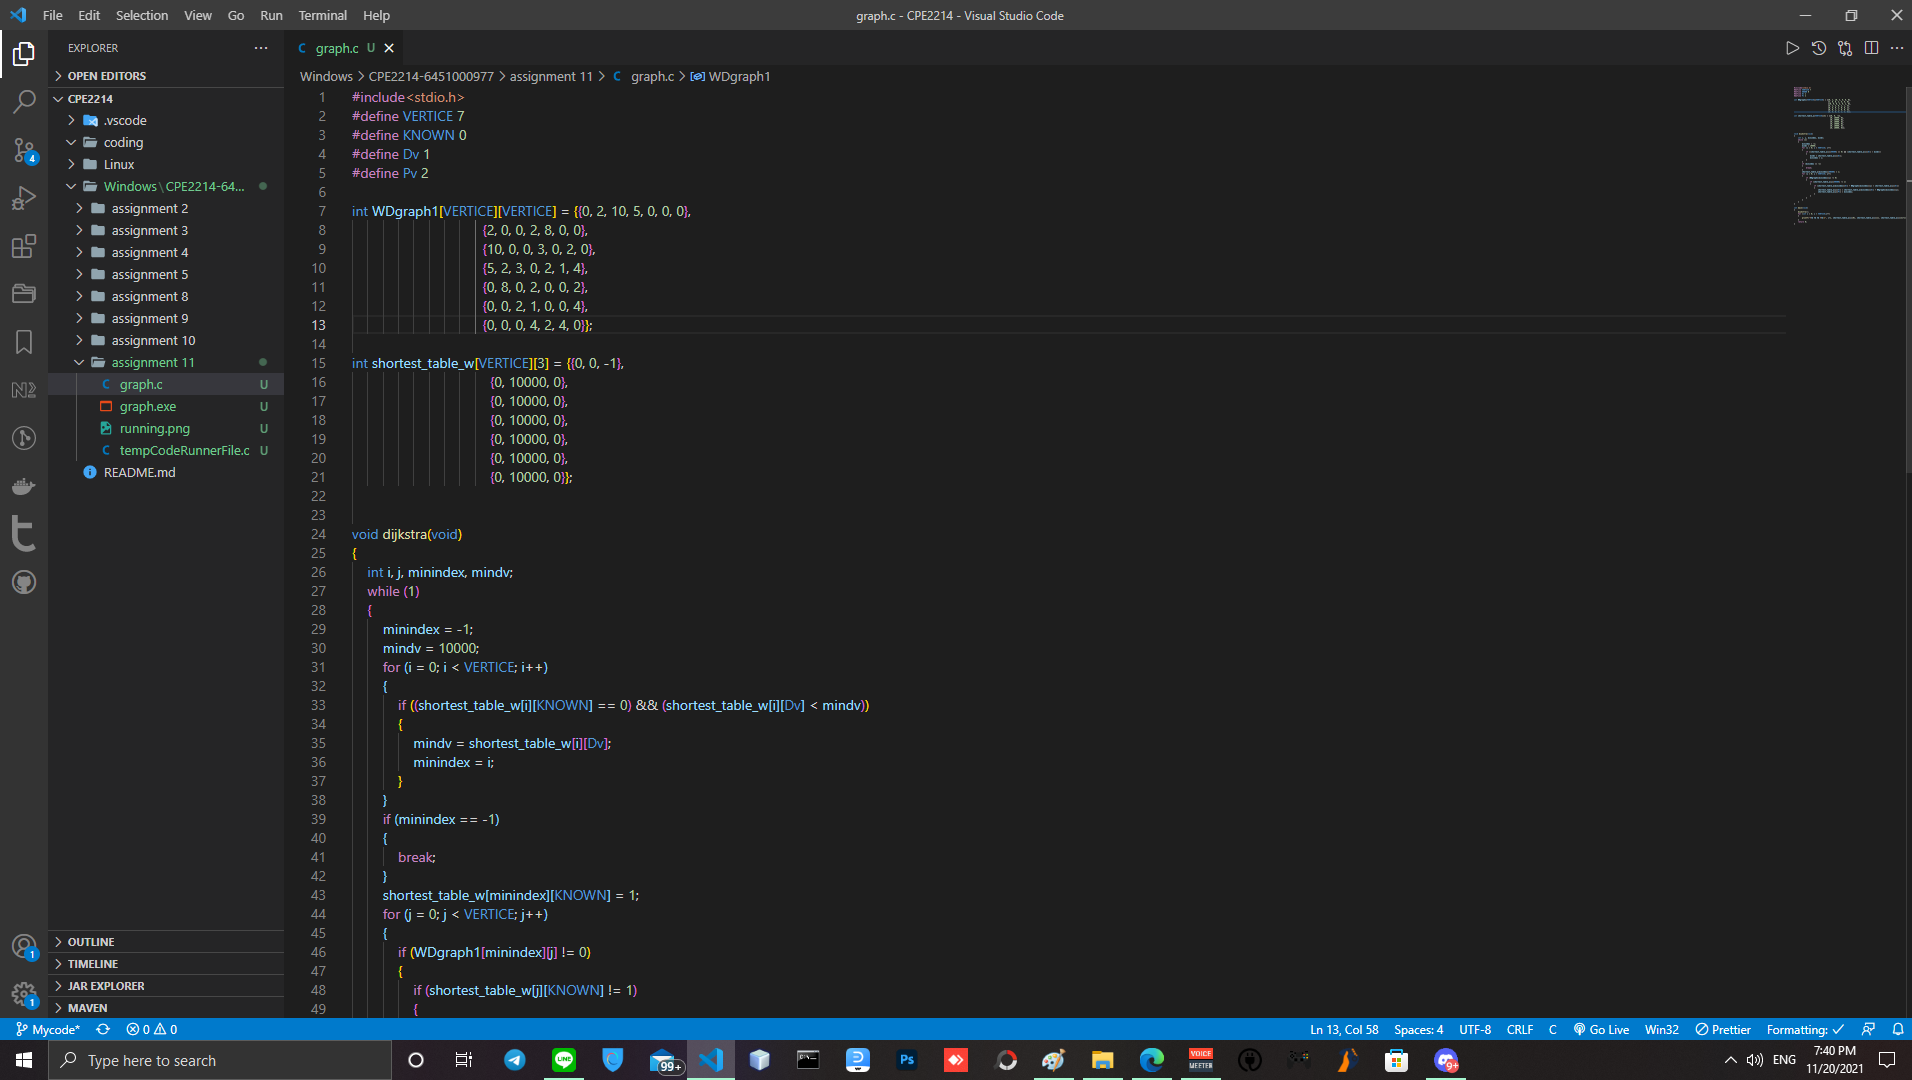 File Edit Selection View Go Run Terminal Help
graph.c - CPE2214 - Visual Studio Code
EXPLORER
OPEN EDITORS
CPE2214
.vscode
coding
Linux
Windows\CPE2214-64...
assignment 2
assignment 3
assignment 4
assignment 5
assignment 8
assignment 9
assignment 10
assignment 11
C graph.c U
graph.exe U
running.png U
C tempCodeRunnerFile.c U
README.md
OUTLINE
TIMELINE
JAR EXPLORER
MAVEN
C graph.c U
Windows > CPE2214-6451000977 > assignment 11 > C graph.c > WDgraph1
1 #include<stdio.h>
2 #define VERTICE 7
3 #define KNOWN 0
4 #define Dv 1
5 #define Pv 2
6
7 int WDgraph1[VERTICE][VERTICE] = {{0, 2, 10, 5, 0, 0, 0},
8 {2, 0, 0, 2, 8, 0, 0},
9 {10, 0, 0, 3, 0, 2, 0},
10 {5, 2, 3, 0, 2, 1, 4},
11 {0, 8, 0, 2, 0, 0, 2},
12 {0, 0, 2, 1, 0, 0, 4},
13 {0, 0, 0, 4, 2, 4, 0}};
14
15 int shortest_table_w[VERTICE][3] = {{0, 0, -1},
16 {0, 10000, 0},
17 {0, 10000, 0},
18 {0, 10000, 0},
19 {0, 10000, 0},
20 {0, 10000, 0},
21 {0, 10000, 0}};
22
23
24 void dijkstra(void)
25 {
26 int i, j, minindex, mindv;
27 while (1)
28 {
29 minindex = -1;
30 mindv = 10000;
31 for (i = 0; i < VERTICE; i++)
32 {
33 if ((shortest_table_w[i][KNOWN] == 0) && (shortest_table_w[i][Dv] < mindv))
34 {
35 mindv = shortest_table_w[i][Dv];
36 minindex = i;
37 }
38 }
39 if (minindex == -1)
40 {
41 break;
42 }
43 shortest_table_w[minindex][KNOWN] = 1;
44 for (j = 0; j < VERTICE; j++)
45 {
46 if (WDgraph1[minindex][j] != 0)
47 {
48 if (shortest_table_w[j][KNOWN] != 1)
49 {
4
1
1
Mycode* 0 0
Ln 13, Col 58 Spaces: 4 UTF-8 CRLF C Go Live Win32 Prettier Formatting:
Type here to search
LINE
99+
Ps
VOICE
MEETER
9+
ENG
7:40 PM
11/20/2021